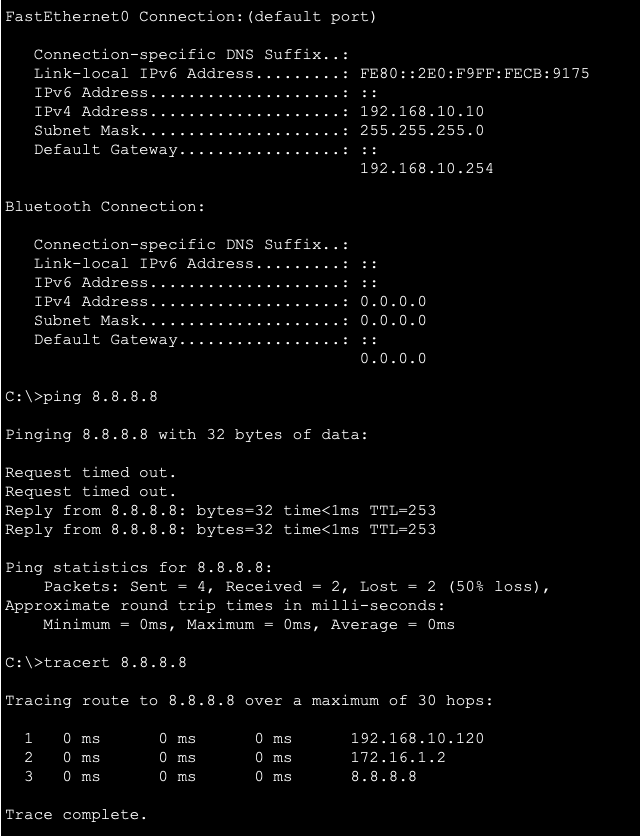 FastEthernet0 Connection:(default port)
Connection-specific DNS Suffix..:
Link-local IPv6 Address.........: FE80::2E0:F9FF:FECB:9175
IPv6 Address....................: ::
IPv4 Address....................: 192.168.10.10
Subnet Mask.....................: 255.255.255.0
Default Gateway.................: ::
192.168.10.254
Bluetooth Connection:
Connection-specific DNS Suffix..:
Link-local IPv6 Address.........: ::
IPv6 Address....................: ::
IPv4 Address....................: 0.0.0.0
Subnet Mask.....................: 0.0.0.0
Default Gateway.................: ::
0.0.0.0
C:\>ping 8.8.8.8
Pinging 8.8.8.8 with 32 bytes of data:
Request timed out.
Request timed out.
Reply from 8.8.8.8: bytes=32 time<1ms TTL=253
Reply from 8.8.8.8: bytes=32 time<1ms TTL=253
Ping statistics for 8.8.8.8:
Packets: Sent = 4, Received = 2, Lost = 2 (50% loss),
Approximate round trip times in milli-seconds:
Minimum = 0ms, Maximum = 0ms, Average = 0ms
C:\>tracert 8.8.8.8
Tracing route to 8.8.8.8 over a maximum of 30 hops:
1 0 ms 0 ms 0 ms 192.168.10.120
2 0 ms 0 ms 0 ms 172.16.1.2
3 0 ms 0 ms 0 ms 8.8.8.8
Trace complete.